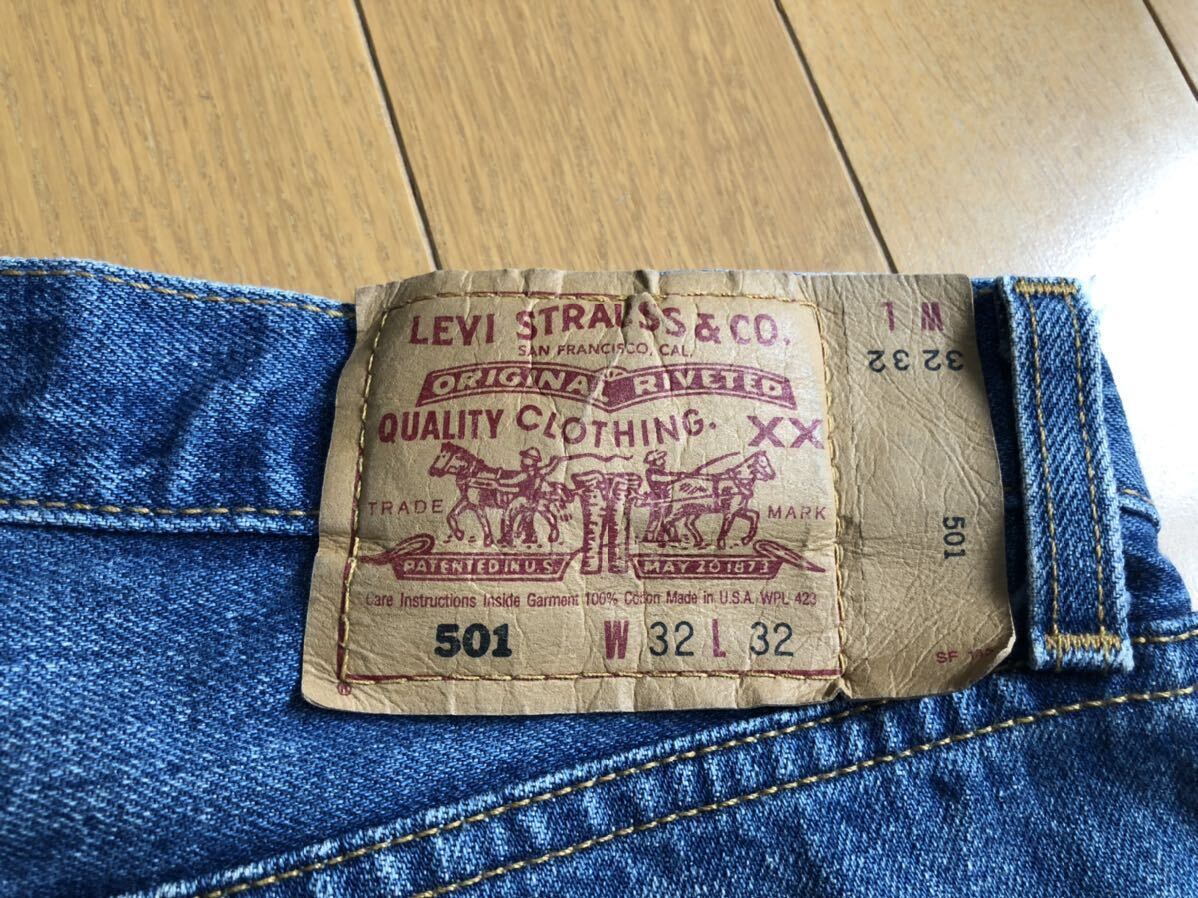 LEVI STRAUSS & CO.
SAN FRANCISCO, CAL.
ORIGINAL RIVETED
QUALITY CLOTHING. XX
TRADE MARK
PATENTED IN U.S. MAY 20 1873
Care Instructions Inside Garment 100% Cotton Made in U.S.A. WPL 423
501 W 32 L 32
®
W L
32 32
501
SF